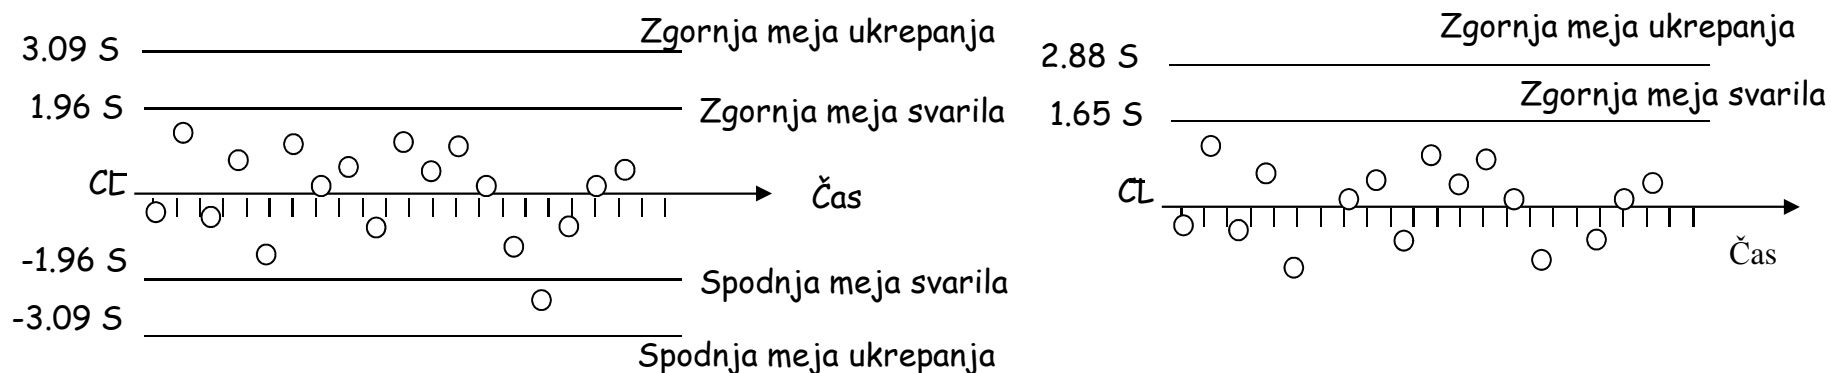 Zgornja meja ukrepanja
3.09 S
1.96 S
Zgornja meja svarila
CL
Čas
-1.96 S
Spodnja meja svarila
-3.09 S
Spodnja meja ukrepanja
Zgornja meja ukrepanja
2.88 S
Zgornja meja svarila
1.65 S
CL
Čas